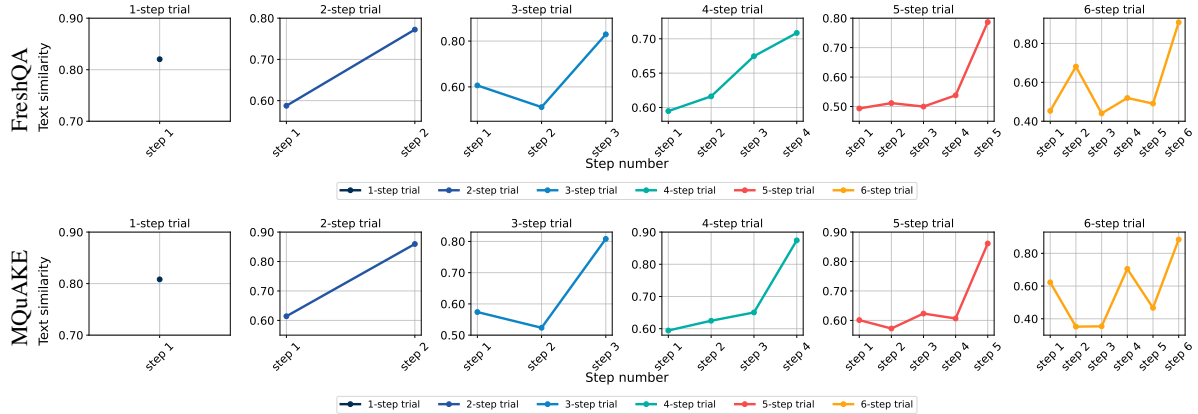 1-step trial 2-step trial 3-step trial 4-step trial 5-step trial 6-step trial
FreshQA
Text similarity
0.90
0.80
0.70
step 1
0.80
0.60
step 1 step 2
0.80
0.60
step 1 step 2 step 3
0.70
0.65
0.60
step 1 step 2 step 3 step 4
0.80
0.70
0.60
0.50
step 1 step 2 step 3 step 4 step 5
0.80
0.60
0.40
step 1 step 2 step 3 step 4 step 5 step 6
Step number
1-step trial 2-step trial 3-step trial 4-step trial 5-step trial 6-step trial
1-step trial 2-step trial 3-step trial 4-step trial 5-step trial 6-step trial
MQuAKE
Text similarity
0.90
0.80
0.70
step 1
0.90
0.80
0.70
0.60
step 1 step 2
0.80
0.70
0.60
0.50
step 1 step 2 step 3
0.90
0.80
0.70
0.60
step 1 step 2 step 3 step 4
0.90
0.80
0.70
0.60
step 1 step 2 step 3 step 4 step 5
0.80
0.60
0.40
step 1 step 2 step 3 step 4 step 5 step 6
Step number
1-step trial 2-step trial 3-step trial 4-step trial 5-step trial 6-step trial